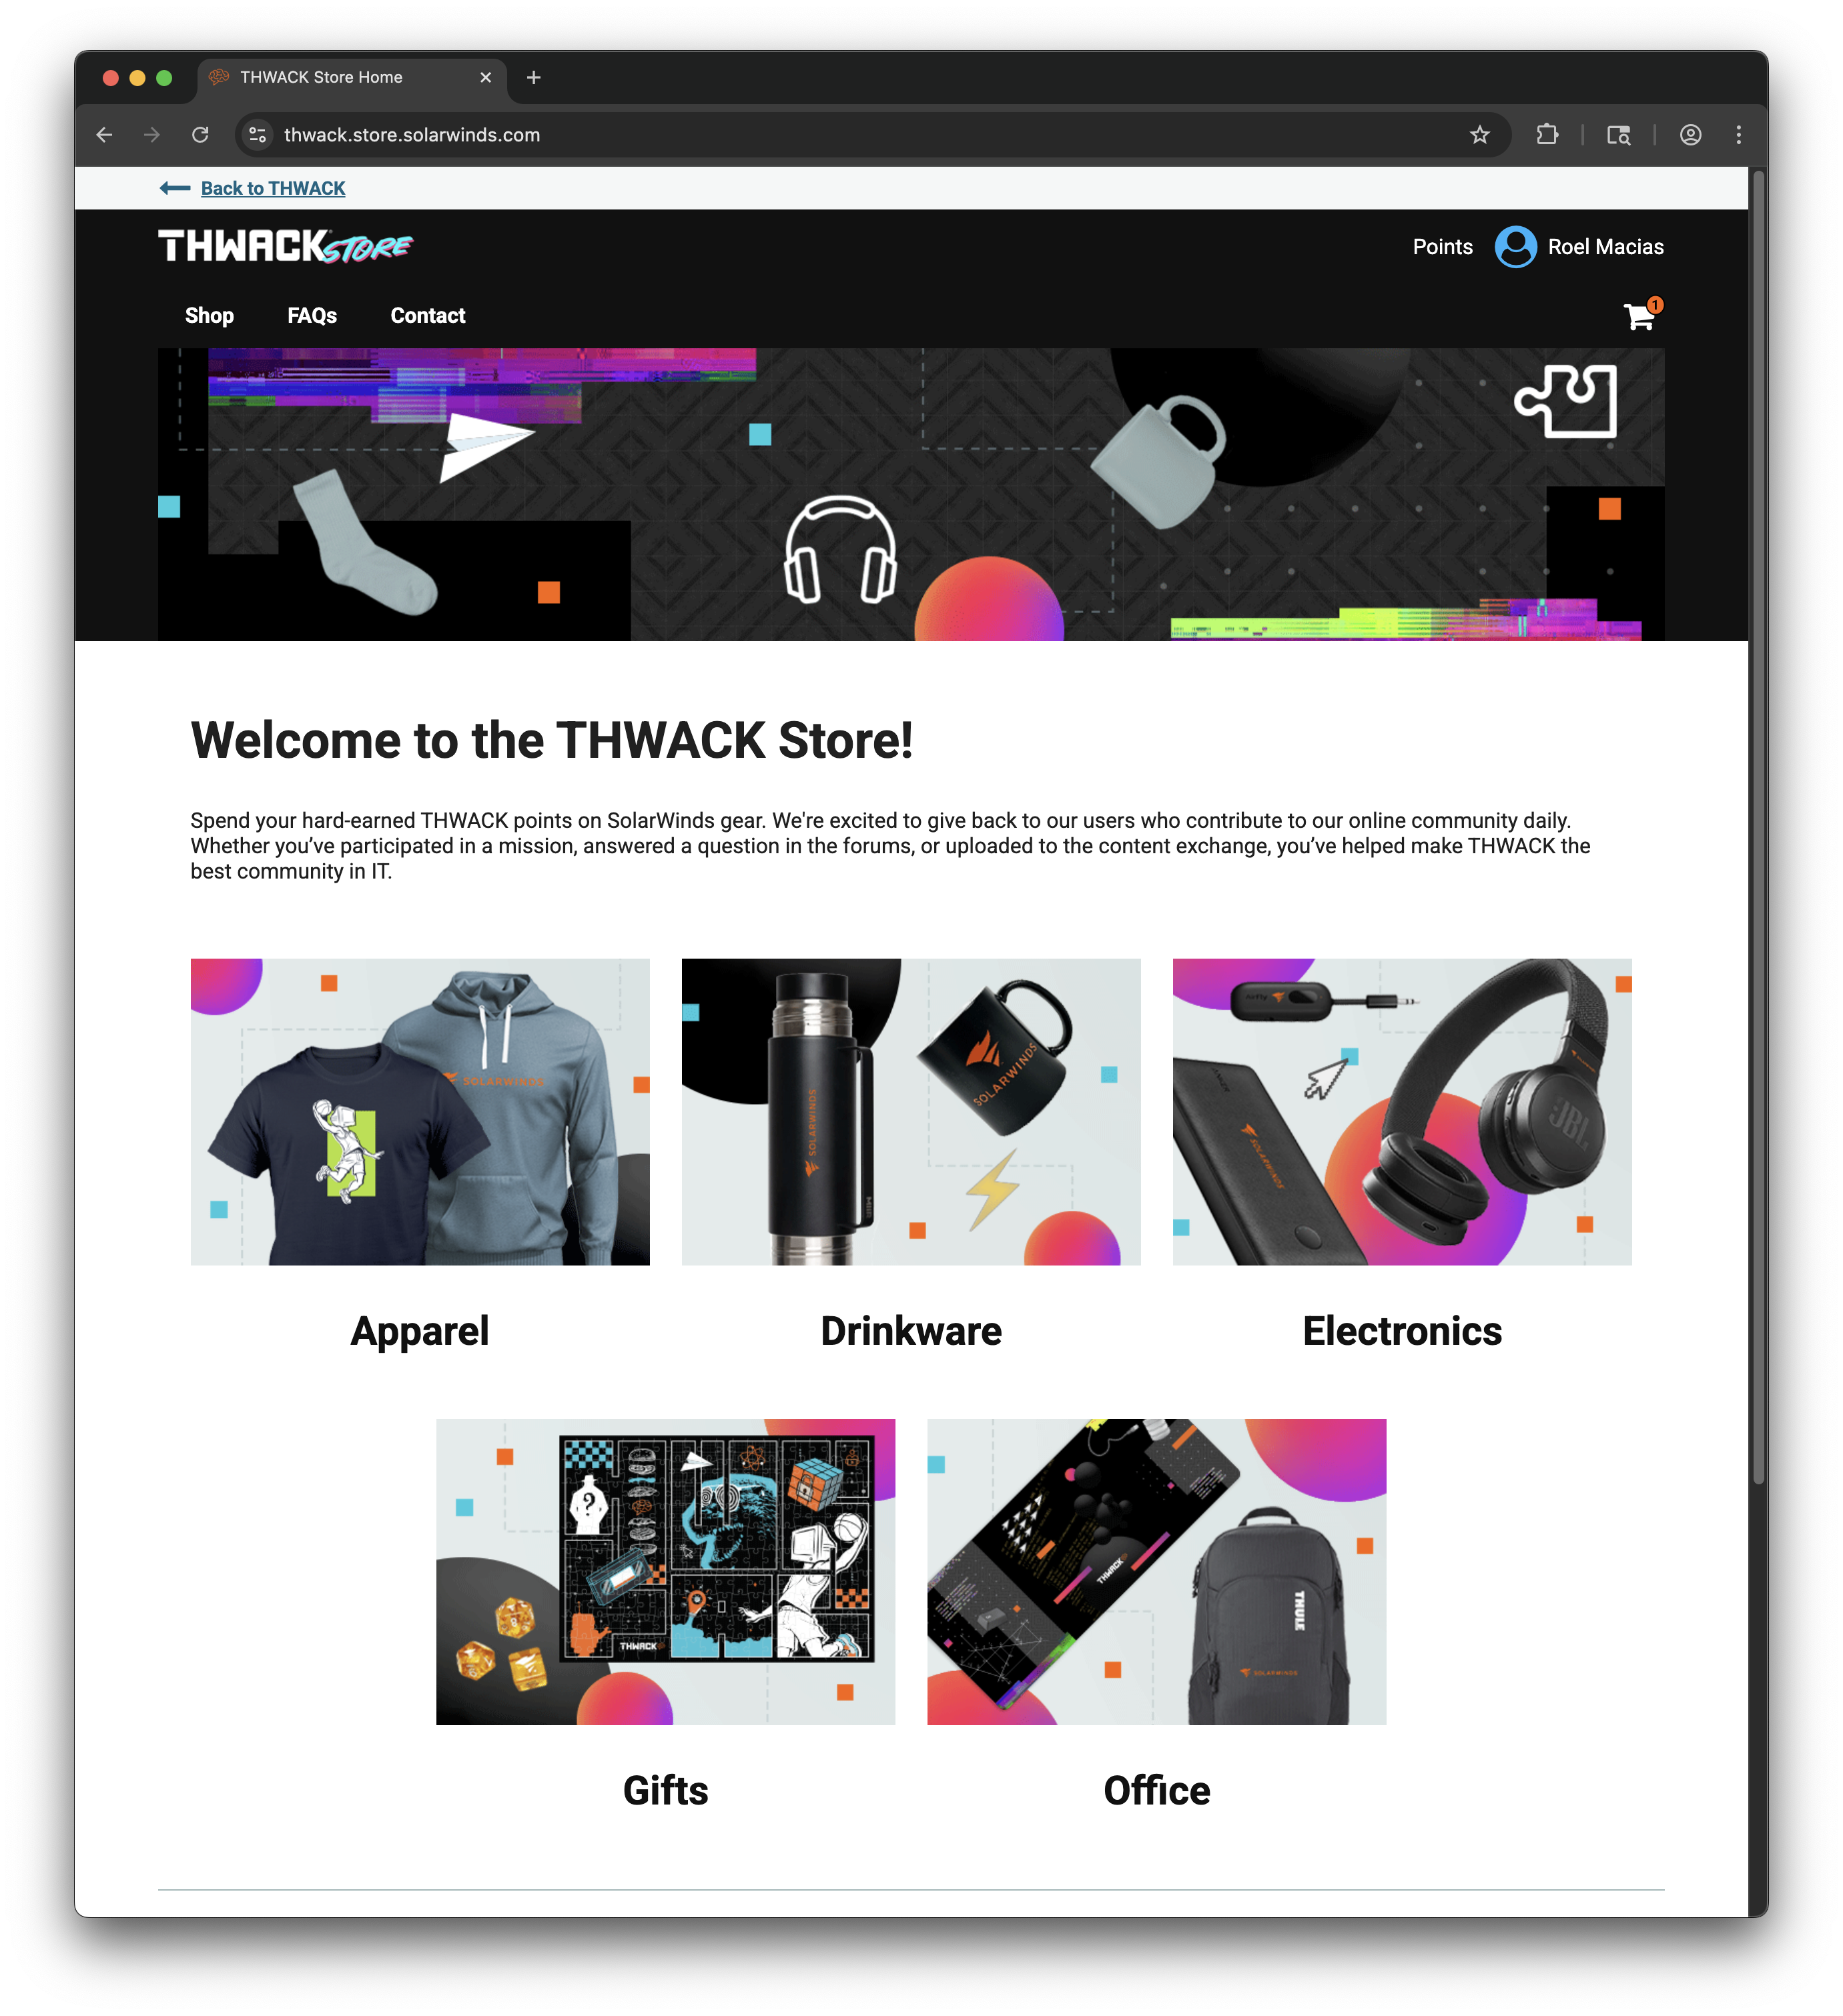 THWACK Store Home
thwack.store.solarwinds.com
Back to THWACK
THWACK STORE
Points
Roel Macias
Shop
FAQs
Contact
1
Welcome to the THWACK Store!
Spend your hard-earned THWACK points on SolarWinds gear. We're excited to give back to our users who contribute to our online community daily.
Whether you’ve participated in a mission, answered a question in the forums, or uploaded to the content exchange, you’ve helped make THWACK the
best community in IT.
SOLARWINDS
SOLARWINDS
SOLARWINDS
AirFly
SOLARWINDS
JBL
Apparel
Drinkware
Electronics
?
THWACK
THWACK
THULE
SOLARWINDS
Gifts
Office